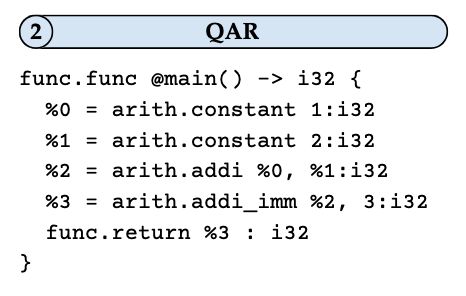 2 QAR
func.func @main() -> i32 {
  %0 = arith.constant 1:i32
  %1 = arith.constant 2:i32
  %2 = arith.addi %0, %1:i32
  %3 = arith.addi_imm %2, 3:i32
  func.return %3 : i32
}